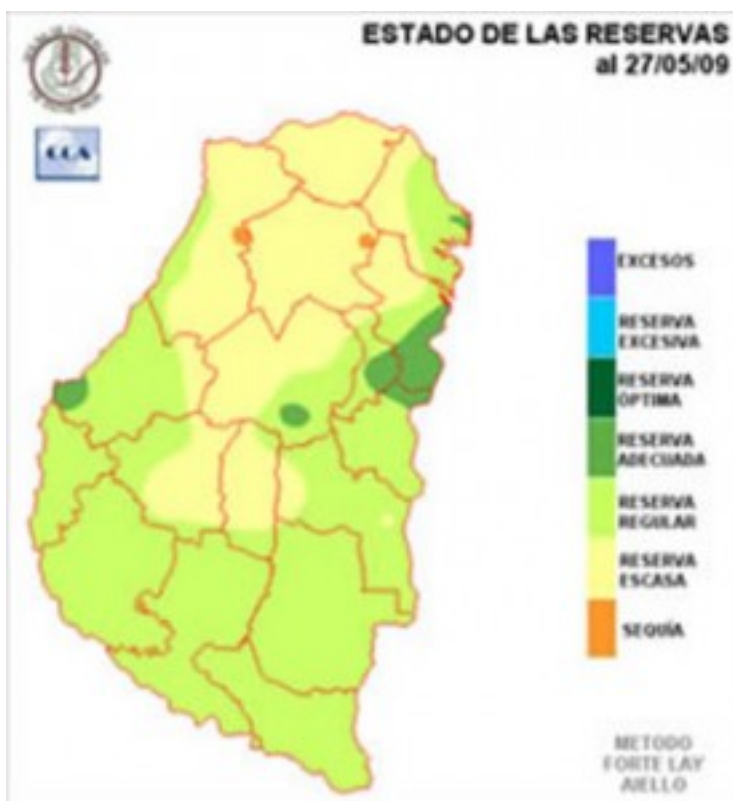 ESTADO DE LAS RESERVAS
al 27/05/09
CCA
EXCESOS
RESERVA
EXCESIVA
RESERVA
ÓPTIMA
RESERVA
ADECUADA
RESERVA
REGULAR
RESERVA
ESCASA
SEQUÍA
METODO
FORTE LAY
AIELLO